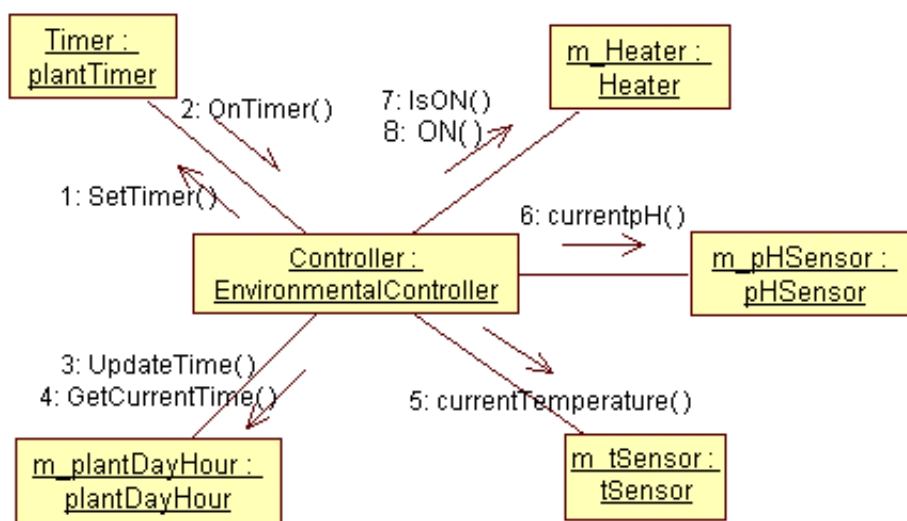 Timer :
plantTimer
m_Heater :
Heater
2: OnTimer()
7: IsON()
8: ON()
1: SetTimer()
6: currentpH()
Controller :
EnvironmentalController
m_pHSensor :
pHSensor
3: UpdateTime()
4: GetCurrentTime()
5: currentTemperature()
m_plantDayHour :
plantDayHour
m_tSensor :
tSensor